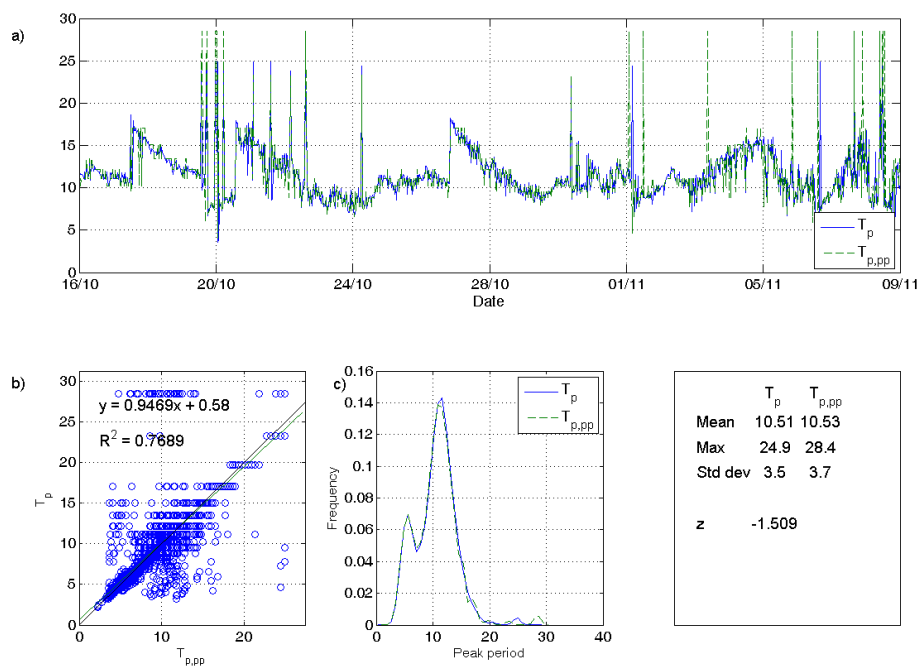 a)
30
25
20
15
10
5
0
16/10 20/10 24/10 28/10 01/11 05/11 09/11
Date
T_p
T_p,pp
b)
30
25
20
15
10
5
0
0 10 20
T_p
T_p,pp
y = 0.9469x + 0.58
R² = 0.7689
c)
0.16
0.14
0.12
0.1
0.08
0.06
0.04
0.02
0
0 10 20 30 40
Frequency
Peak period
T_p
T_p,pp
T_p T_p,pp
Mean 10.51 10.53
Max 24.9 28.4
Std dev 3.5 3.7
z -1.509